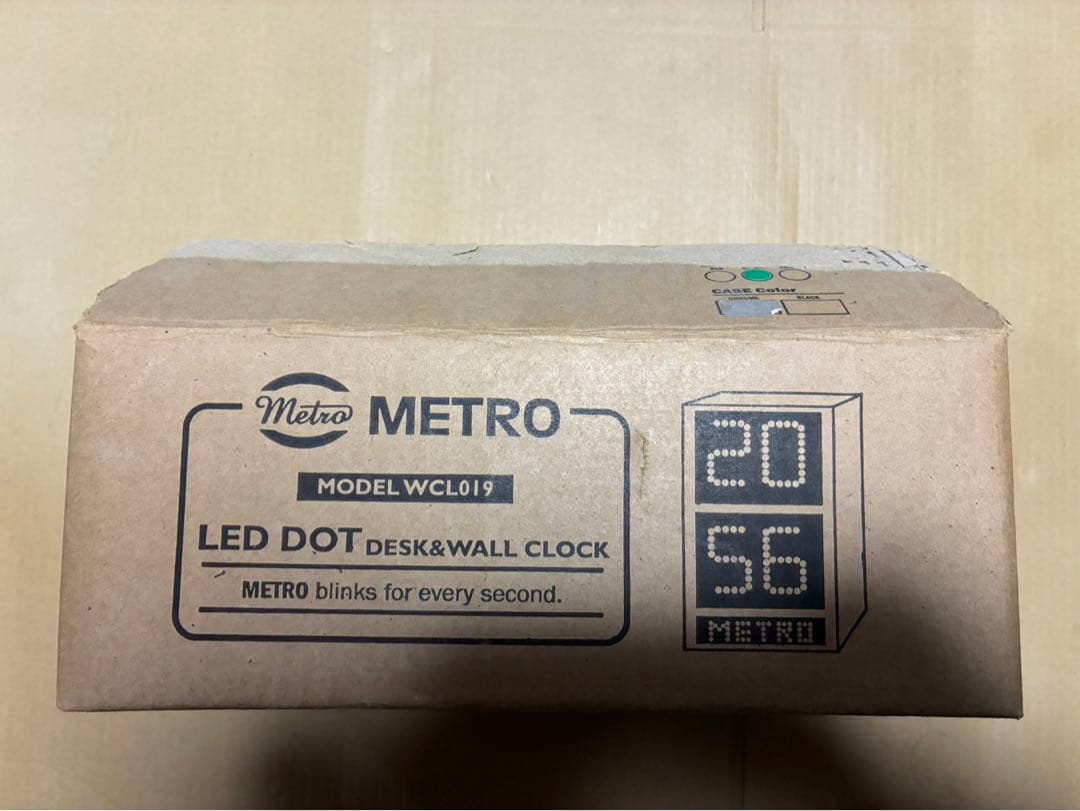 CASE Color
CHROME BLACK
Metro METRO
MODEL WCL019
LED DOT DESK&WALL CLOCK
METRO blinks for every second.
20
56
METRO